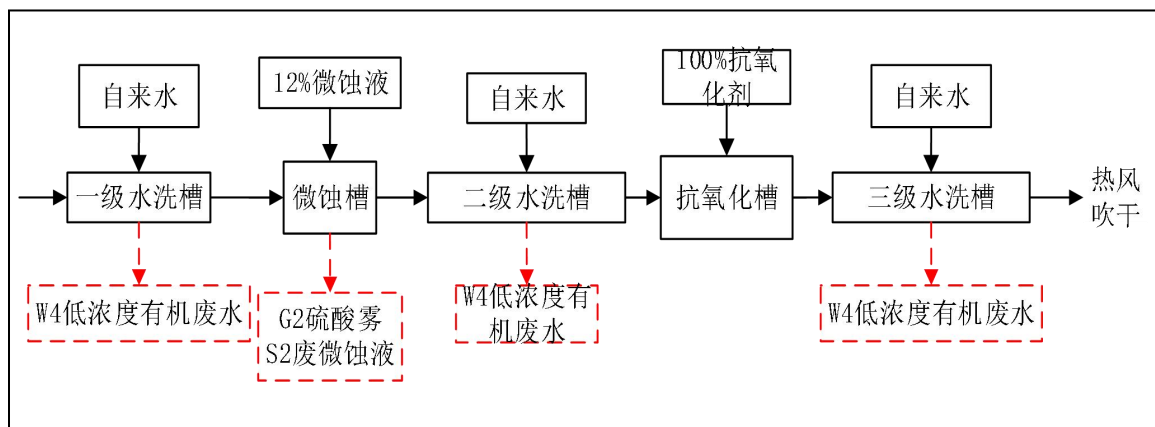 自来水
12%微蚀液
自来水
100%抗氧
化剂
自来水
一级水洗槽
微蚀槽
二级水洗槽
抗氧化槽
三级水洗槽
热风
吹干
W4低浓度有机废水
G2硫酸雾
S2废微蚀液
W4低浓度有
机废水
W4低浓度有机废水